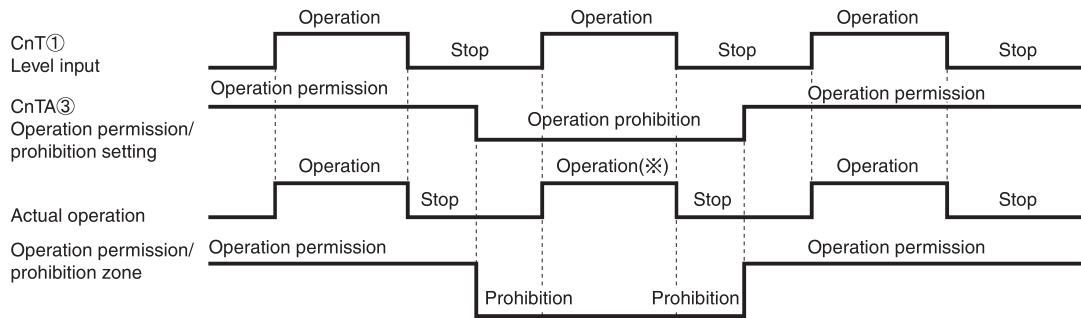 Operation Operation Operation
CnT① Stop Stop Stop
Level input
Operation permission Operation permission
CnTA③
Operation prohibition
Operation permission/
prohibition setting
Operation Operation(※) Operation
Stop Stop Stop
Actual operation
Operation permission/ Operation permission Operation permission
prohibition zone
Prohibition Prohibition